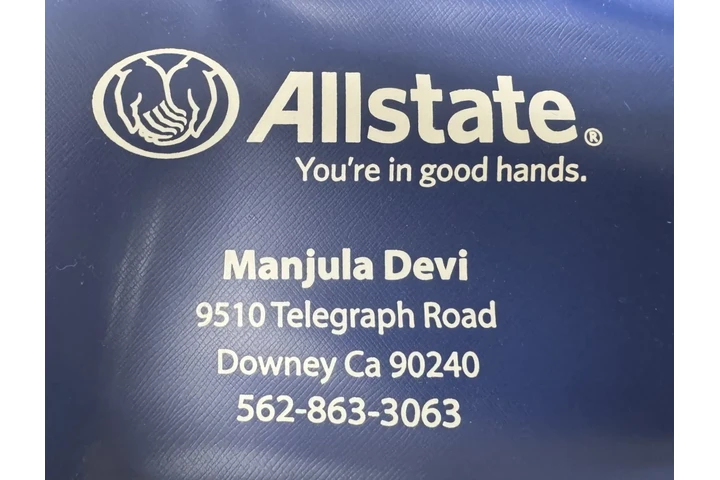 Allstate®
You're in good hands.
Manjula Devi
9510 Telegraph Road
Downey Ca 90240
562-863-3063